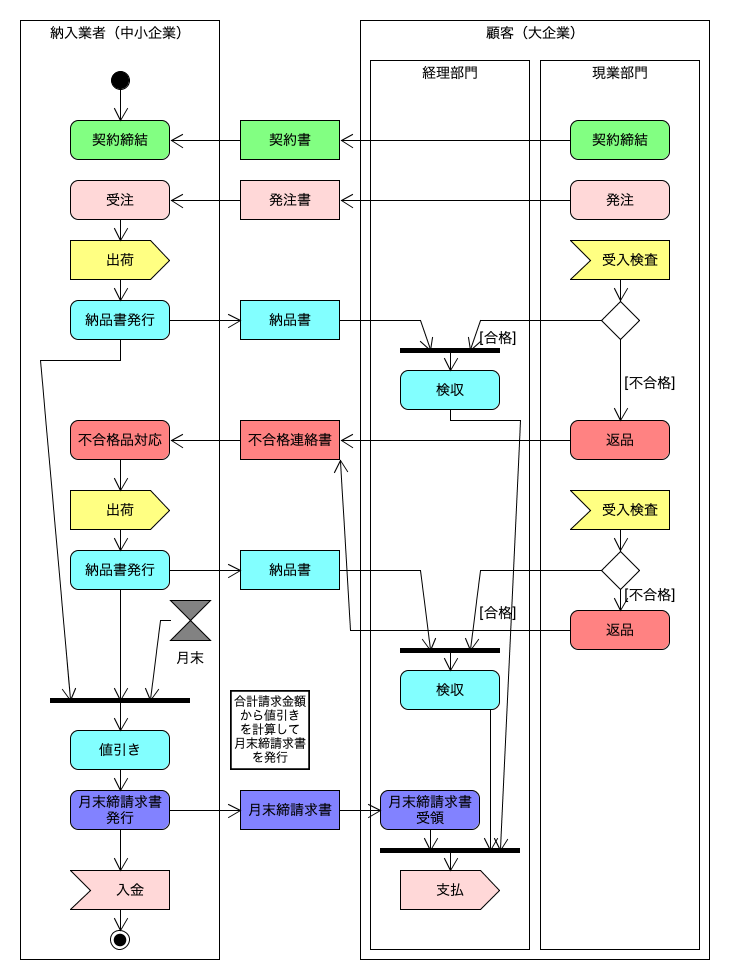 納入業者（中小企業）
顧客（大企業）
経理部門
現業部門
契約締結
契約書
契約締結
受注
発注書
発注
出荷
受入検査
納品書発行
納品書
[合格]
検収
[不合格]
不合格品対応
不合格連絡書
返品
出荷
受入検査
納品書発行
納品書
[不合格]
[合格]
返品
月末
検収
合計請求金額
から値引き
を計算して
月末締請求書
を発行
値引き
月末締請求書
発行
月末締請求書
月末締請求書
受領
入金
支払